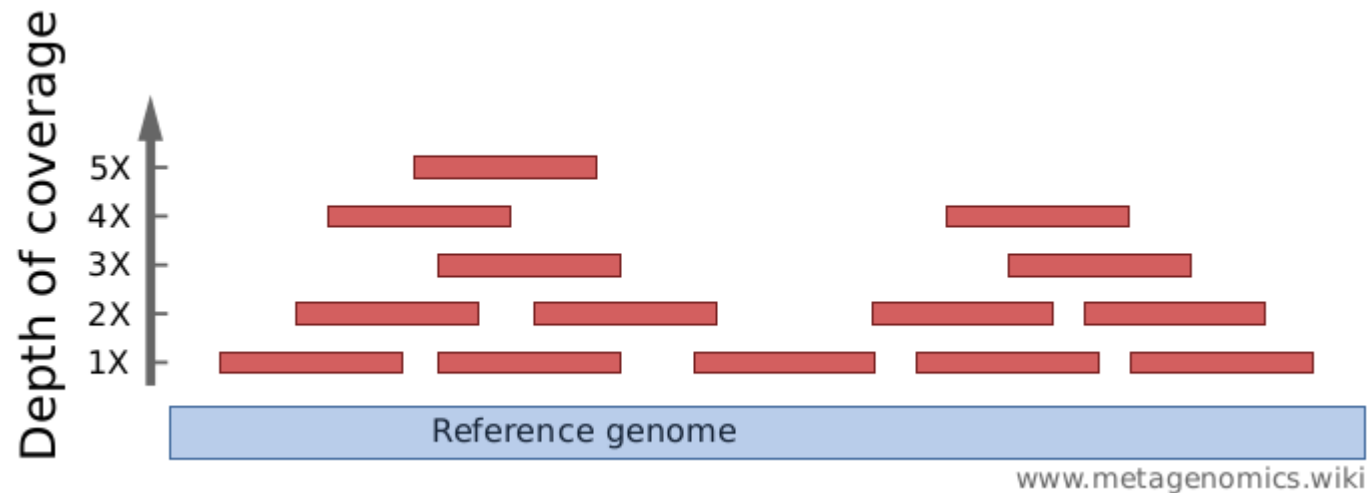 Depth of coverage
5X
4X
3X
2X
1X
Reference genome
www.metagenomics.wiki